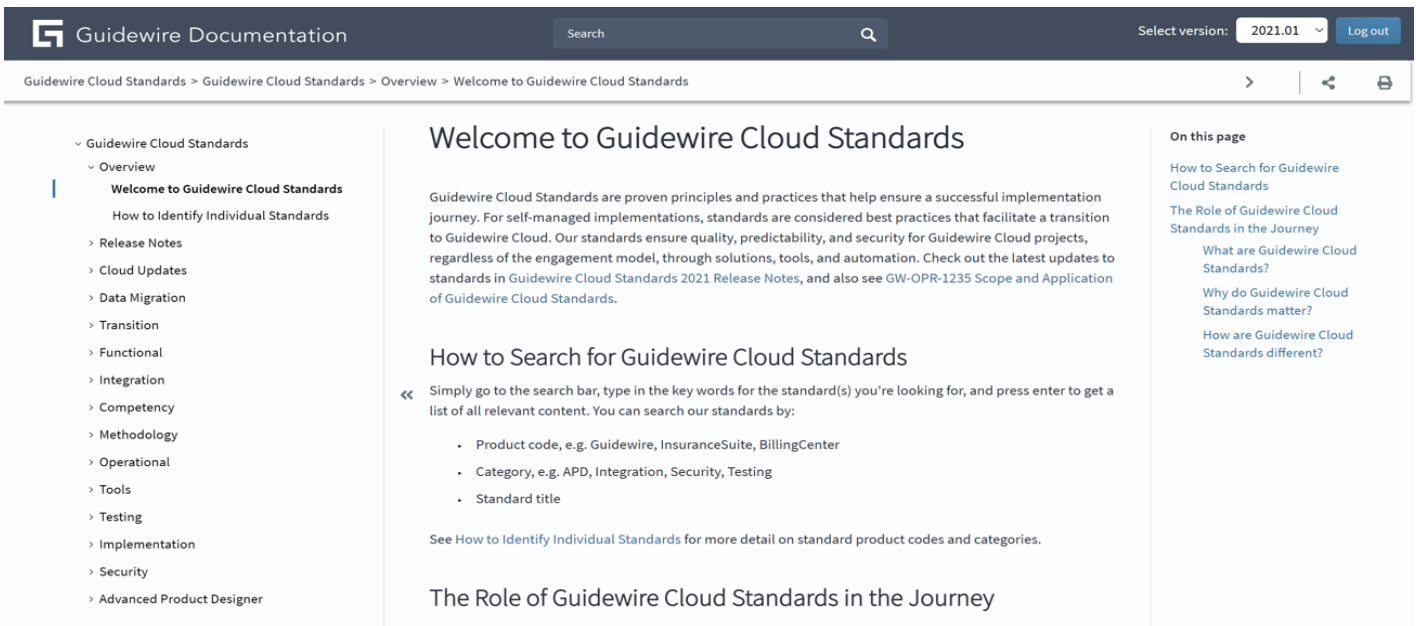 Guidewire Documentation
Search
Select version:
2021.01
Log out
Guidewire Cloud Standards > Guidewire Cloud Standards > Overview > Welcome to Guidewire Cloud Standards
Guidewire Cloud Standards
Overview
Welcome to Guidewire Cloud Standards
How to Identify Individual Standards
Release Notes
Cloud Updates
Data Migration
Transition
Functional
Integration
Competency
Methodology
Operational
Tools
Testing
Implementation
Security
Advanced Product Designer
Welcome to Guidewire Cloud Standards
Guidewire Cloud Standards are proven principles and practices that help ensure a successful implementation
journey. For self-managed implementations, standards are considered best practices that facilitate a transition
to Guidewire Cloud. Our standards ensure quality, predictability, and security for Guidewire Cloud projects,
regardless of the engagement model, through solutions, tools, and automation. Check out the latest updates to
standards in Guidewire Cloud Standards 2021 Release Notes, and also see GW-OPR-1235 Scope and Application
of Guidewire Cloud Standards.
How to Search for Guidewire Cloud Standards
Simply go to the search bar, type in the key words for the standard(s) you're looking for, and press enter to get a
list of all relevant content. You can search our standards by:
• Product code, e.g. Guidewire, InsuranceSuite, BillingCenter
• Category, e.g. APD, Integration, Security, Testing
• Standard title
See How to Identify Individual Standards for more detail on standard product codes and categories.
The Role of Guidewire Cloud Standards in the Journey
On this page
How to Search for Guidewire
Cloud Standards
The Role of Guidewire Cloud
Standards in the Journey
What are Guidewire Cloud
Standards?
Why do Guidewire Cloud
Standards matter?
How are Guidewire Cloud
Standards different?